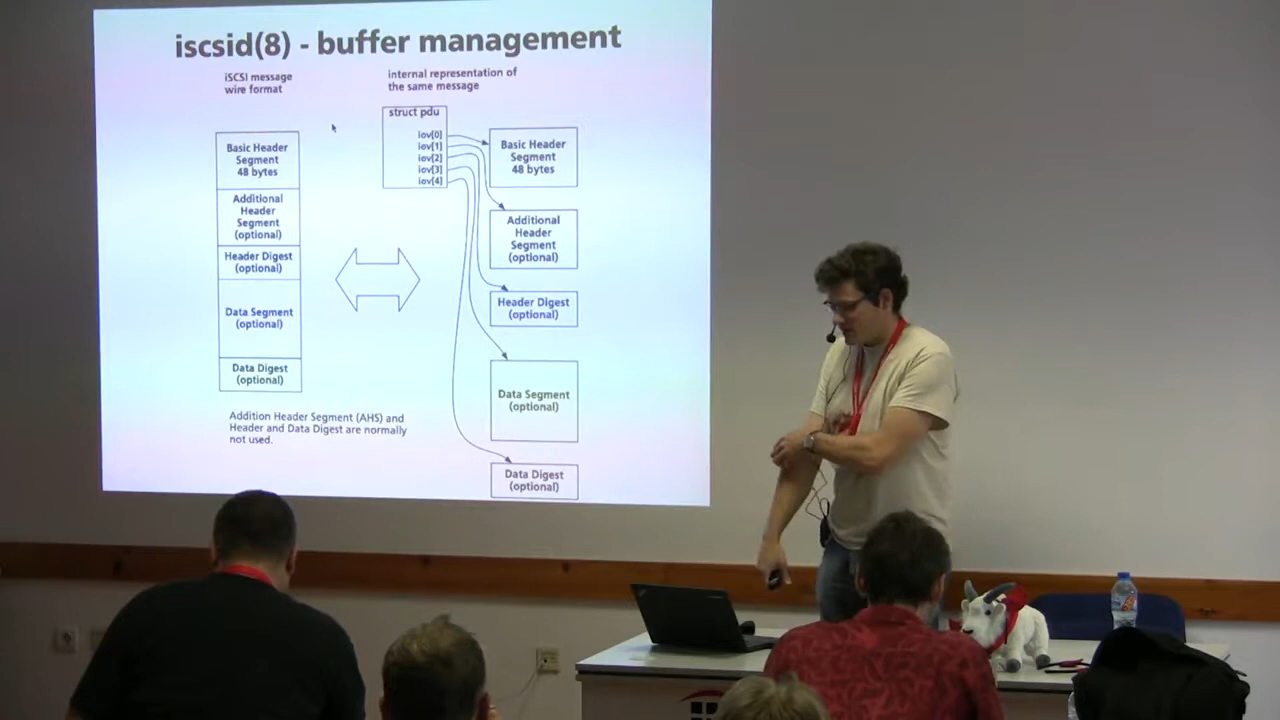 iscsid(8) - buffer management
iSCSI message
wire format
internal representation of
the same message
struct pdu
iov[0]
iov[1]
iov[2]
iov[3]
iov[4]
Basic Header
Segment
48 bytes
Additional
Header
Segment
(optional)
Header Digest
(optional)
Data Segment
(optional)
Data Digest
(optional)
Basic Header
Segment
48 bytes
Additional
Header
Segment
(optional)
Header Digest
(optional)
Data Segment
(optional)
Data Digest
(optional)
Addition Header Segment (AHS) and
Header and Data Digest are normally
not used.